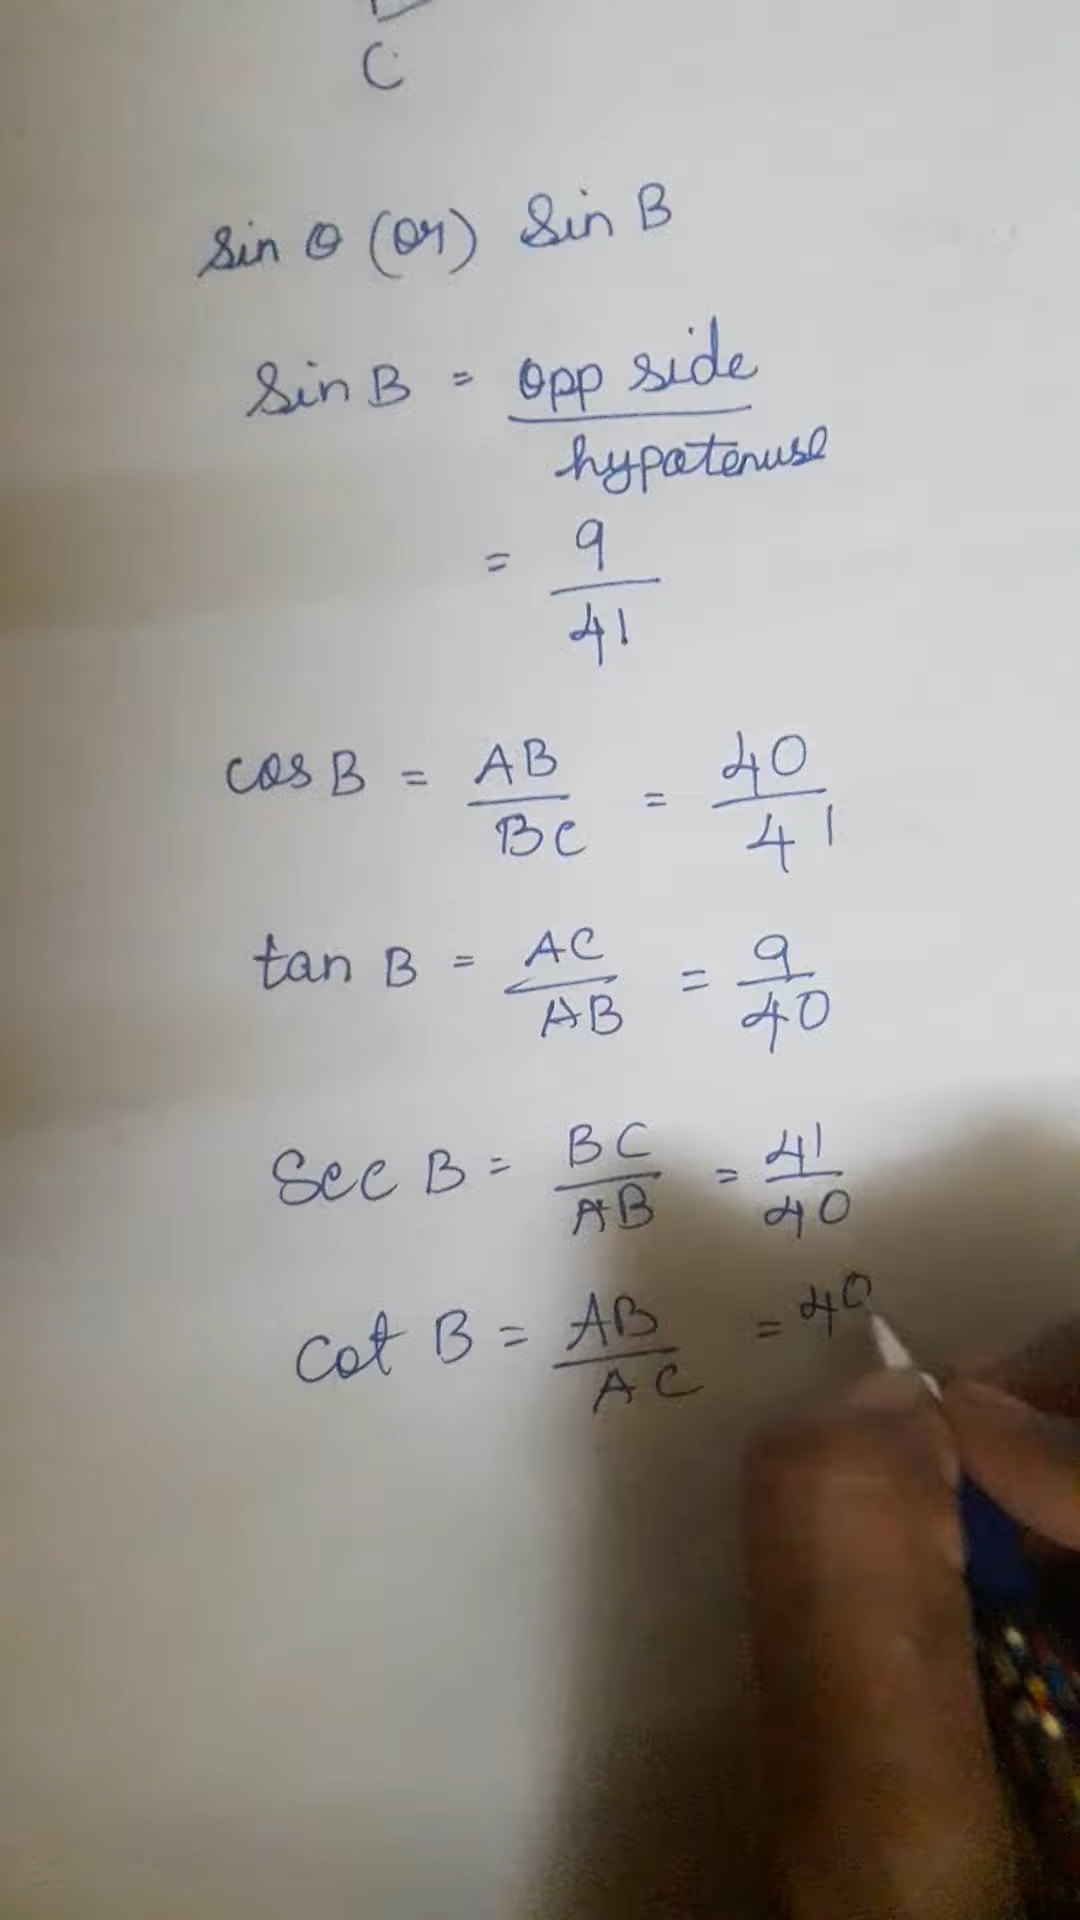 C
Sin θ (or) Sin B
Sin B = Opp side / hypotenuse
= 9/41
cos B = AB/BC = 40/41
tan B = AC/AB = 9/40
Sec B = BC/AB = 41/40
Cot B = AB/AC = 40